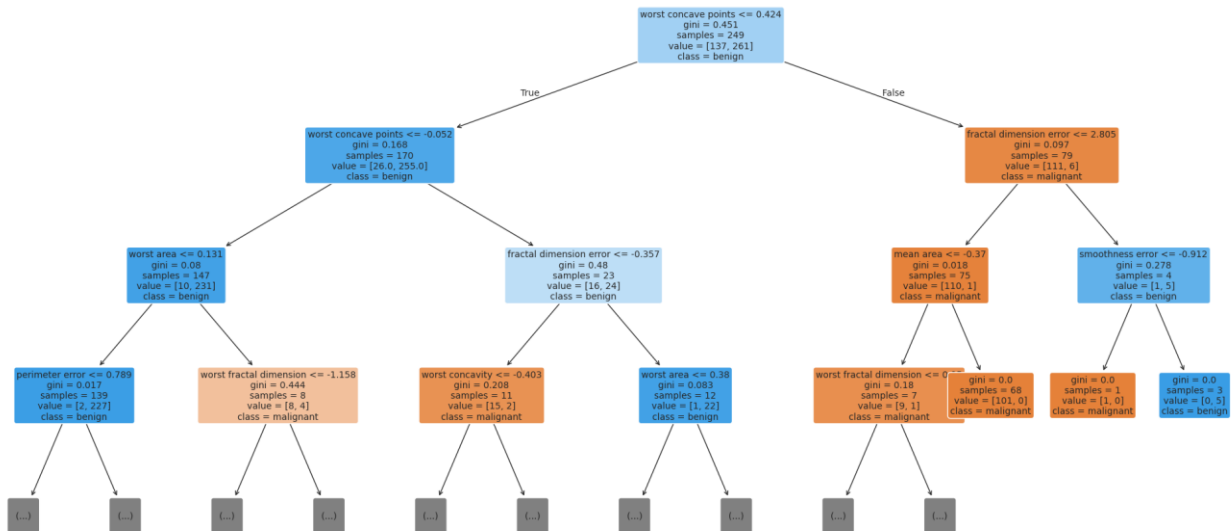 worst concave points <= 0.424
gini = 0.451
samples = 249
value = [137, 261]
class = benign
True
False
worst concave points <= -0.052
gini = 0.168
samples = 170
value = [26.0, 255.0]
class = benign
fractal dimension error <= 2.805
gini = 0.097
samples = 79
value = [111, 6]
class = malignant
worst area <= 0.131
gini = 0.08
samples = 147
value = [10, 231]
class = benign
fractal dimension error <= -0.357
gini = 0.48
samples = 23
value = [16, 24]
class = benign
mean area <= -0.37
gini = 0.018
samples = 75
value = [110, 1]
class = malignant
smoothness error <= -0.912
gini = 0.278
samples = 4
value = [1, 5]
class = benign
perimeter error <= 0.789
gini = 0.017
samples = 139
value = [2, 227]
class = benign
worst fractal dimension <= -1.158
gini = 0.444
samples = 8
value = [8, 4]
class = malignant
worst concavity <= -0.403
gini = 0.208
samples = 11
value = [15, 2]
class = malignant
worst area <= 0.38
gini = 0.083
samples = 12
value = [1, 22]
class = benign
worst fractal dimension <=
gini = 0.18
samples = 7
value = [9, 1]
class = malignant
gini = 0.0
samples = 68
value = [101, 0]
class = malignant
gini = 0.0
samples = 1
value = [1, 0]
class = malignant
gini = 0.0
samples = 3
value = [0, 5]
class = benign
(...)
(...)
(...)
(...)
(...)
(...)
(...)
(...)
(...)
(...)